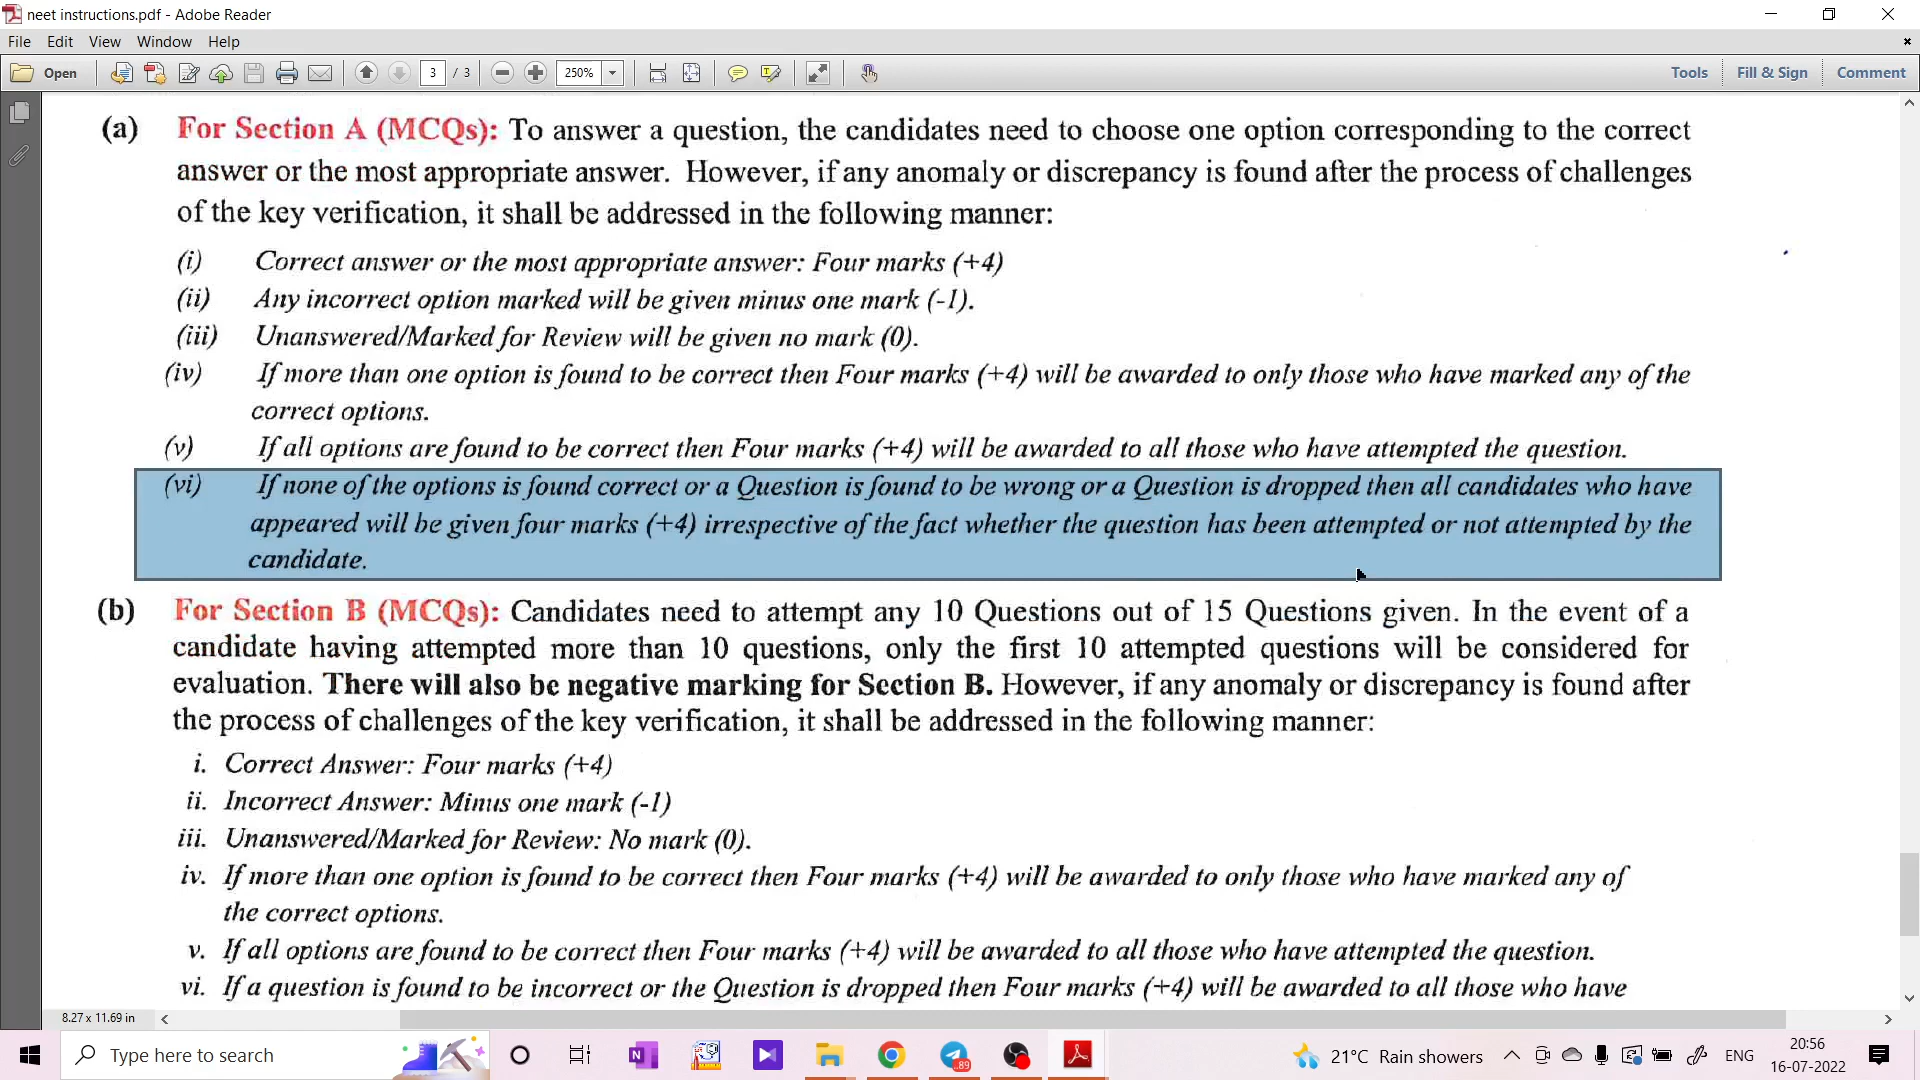 neet instructions.pdf - Adobe Reader
File Edit View Window Help
Open 3 / 3 250% Tools Fill & Sign Comment
(a) For Section A (MCQs): To answer a question, the candidates need to choose one option corresponding to the correct
answer or the most appropriate answer. However, if any anomaly or discrepancy is found after the process of challenges
of the key verification, it shall be addressed in the following manner:
(i) Correct answer or the most appropriate answer: Four marks (+4)
(ii) Any incorrect option marked will be given minus one mark (-1).
(iii) Unanswered/Marked for Review will be given no mark (0).
(iv) If more than one option is found to be correct then Four marks (+4) will be awarded to only those who have marked any of the
correct options.
(v) If all options are found to be correct then Four marks (+4) will be awarded to all those who have attempted the question.
(vi) If none of the options is found correct or a Question is found to be wrong or a Question is dropped then all candidates who have
appeared will be given four marks (+4) irrespective of the fact whether the question has been attempted or not attempted by the
candidate.
(b) For Section B (MCQs): Candidates need to attempt any 10 Questions out of 15 Questions given. In the event of a
candidate having attempted more than 10 questions, only the first 10 attempted questions will be considered for
evaluation. There will also be negative marking for Section B. However, if any anomaly or discrepancy is found after
the process of challenges of the key verification, it shall be addressed in the following manner:
i. Correct Answer: Four marks (+4)
ii. Incorrect Answer: Minus one mark (-1)
iii. Unanswered/Marked for Review: No mark (0).
iv. If more than one option is found to be correct then Four marks (+4) will be awarded to only those who have marked any of
the correct options.
v. If all options are found to be correct then Four marks (+4) will be awarded to all those who have attempted the question.
vi. If a question is found to be incorrect or the Question is dropped then Four marks (+4) will be awarded to all those who have
8.27 x 11.69 in
Type here to search N 89 21°C Rain showers ENG 20:56
16-07-2022